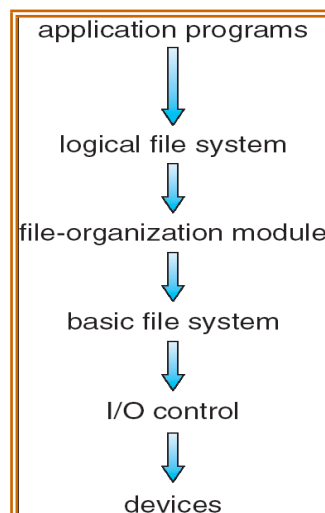 application programs
logical file system
file-organization module
basic file system
I/O control
devices